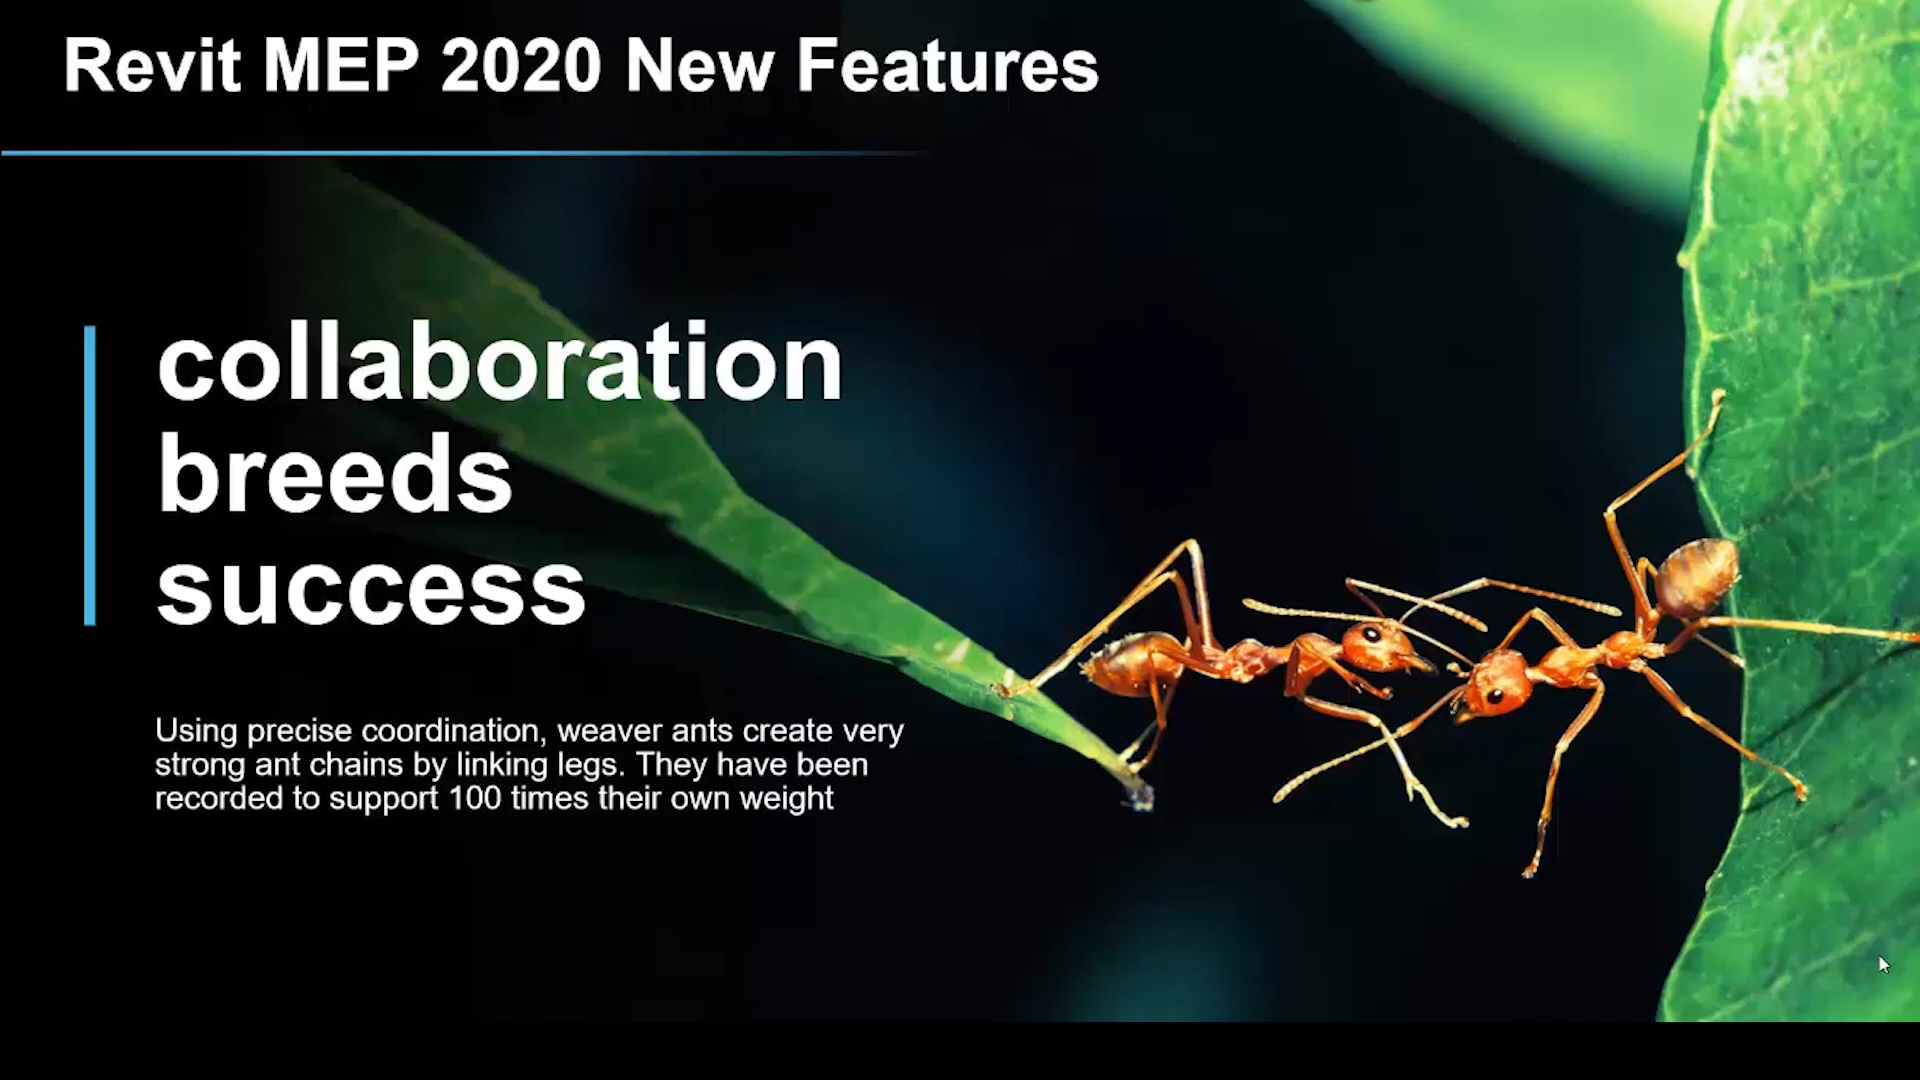 Revit MEP 2020 New Features
collaboration
breeds
success
Using precise coordination, weaver ants create very
strong ant chains by linking legs. They have been
recorded to support 100 times their own weight